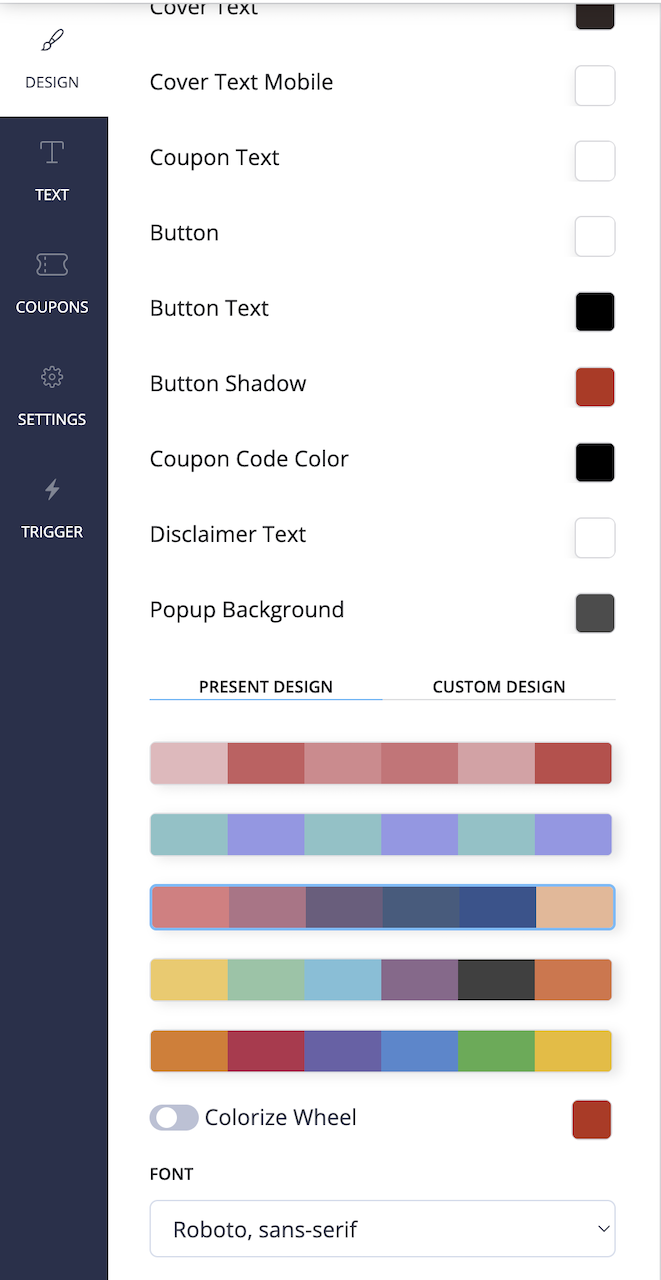 DESIGN
TEXT
COUPONS
SETTINGS
TRIGGER
Cover Text
Cover Text Mobile
Coupon Text
Button
Button Text
Button Shadow
Coupon Code Color
Disclaimer Text
Popup Background
PRESENT DESIGN CUSTOM DESIGN
Colorize Wheel
FONT
Roboto, sans-serif